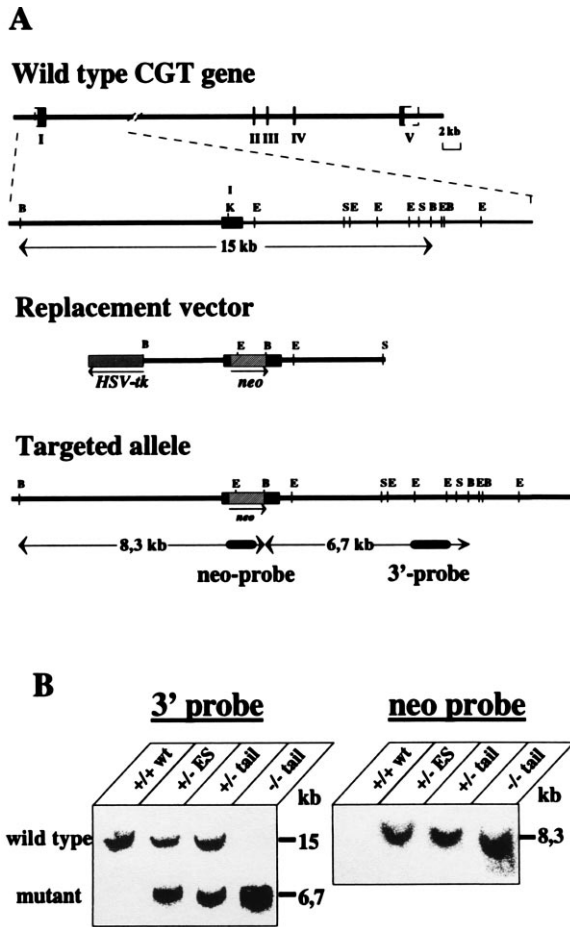 A
Wild type CGT gene
I II III IV V 2 kb
I
B K E S E E E S B E B E
15 kb
Replacement vector
B E B E S
HSV-tk neo
Targeted allele
B E B E S E E E S B E B E
neo
8,3 kb 6,7 kb
neo-probe 3'-probe
B
3' probe neo probe
+/+ wt +/- ES +/- tail -/- tail +/+ wt +/- ES +/- tail -/- tail
kb kb
wild type 15 8,3
mutant 6,7